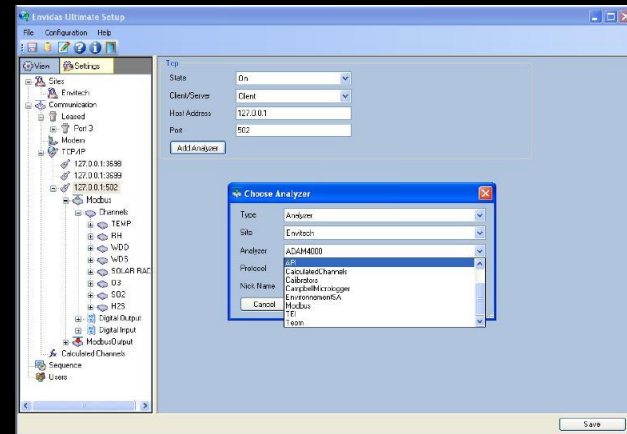 Envidas Ultimate Setup
File Configuration Help
View Settings
Sites
Envitech
Communication
Leased
Port 3
Modem
TCP/IP
127.0.0.1:3698
127.0.0.1:3699
127.0.0.1:502
Modbus
Channels
TEMP
RH
WDD
WDS
SOLAR RAD
O3
SO2
H2S
Digital Output
Digital Input
ModbusOutput
Calculated Channels
Sequence
Users
Tcp
State On
Client/Server Client
Host Address 127.0.0.1
Port 502
Add Analyzer
Choose Analyzer
Type Analyzer
Site Envitech
Analyzer ADAM4000
Protocol
Nick Name
Cancel
API
CalculatedChannels
Calibrators
CampbellMicrologger
EnvironnementSA
Modbus
TEI
Teom
Save